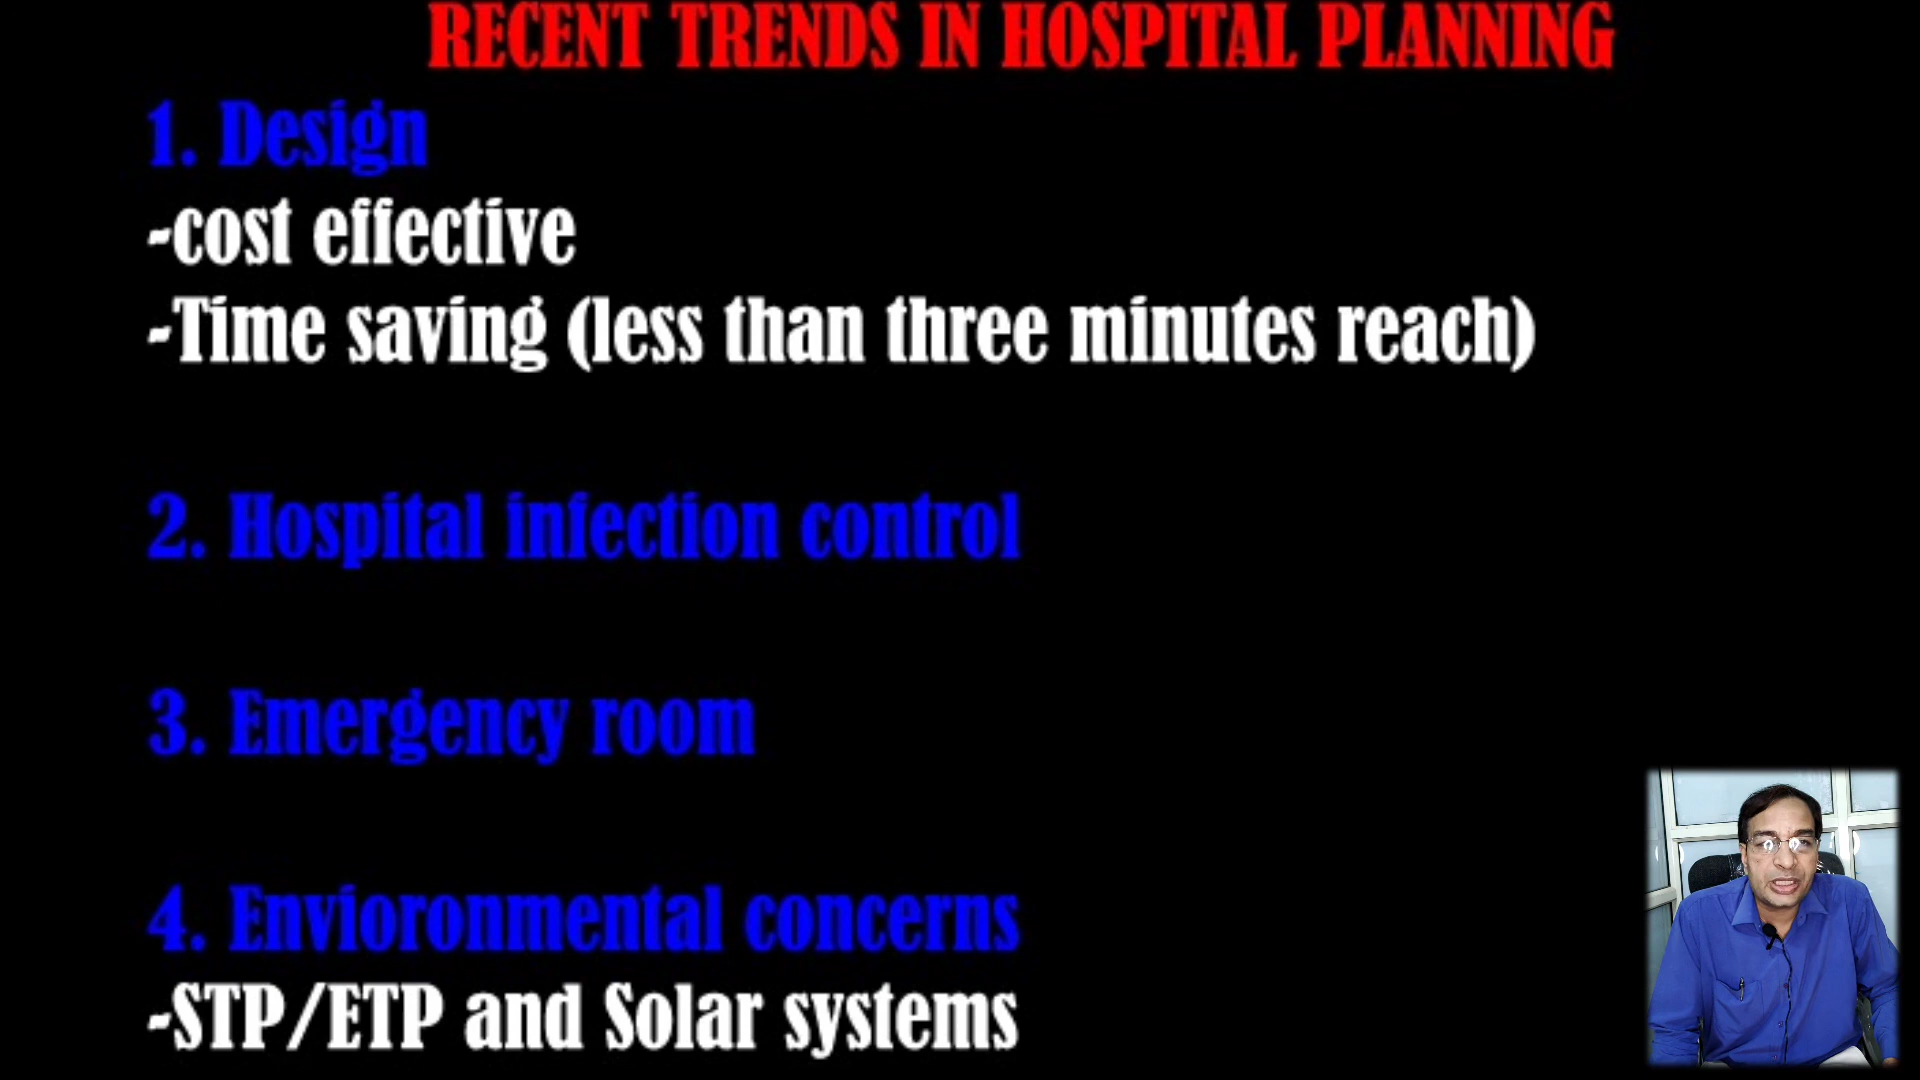 RECENT TRENDS IN HOSPITAL PLANNING
1. Design
-cost effective
-Time saving (less than three minutes reach)
2. Hospital infection control
3. Emergency room
4. Envioronmental concerns
-STP/ETP and Solar systems